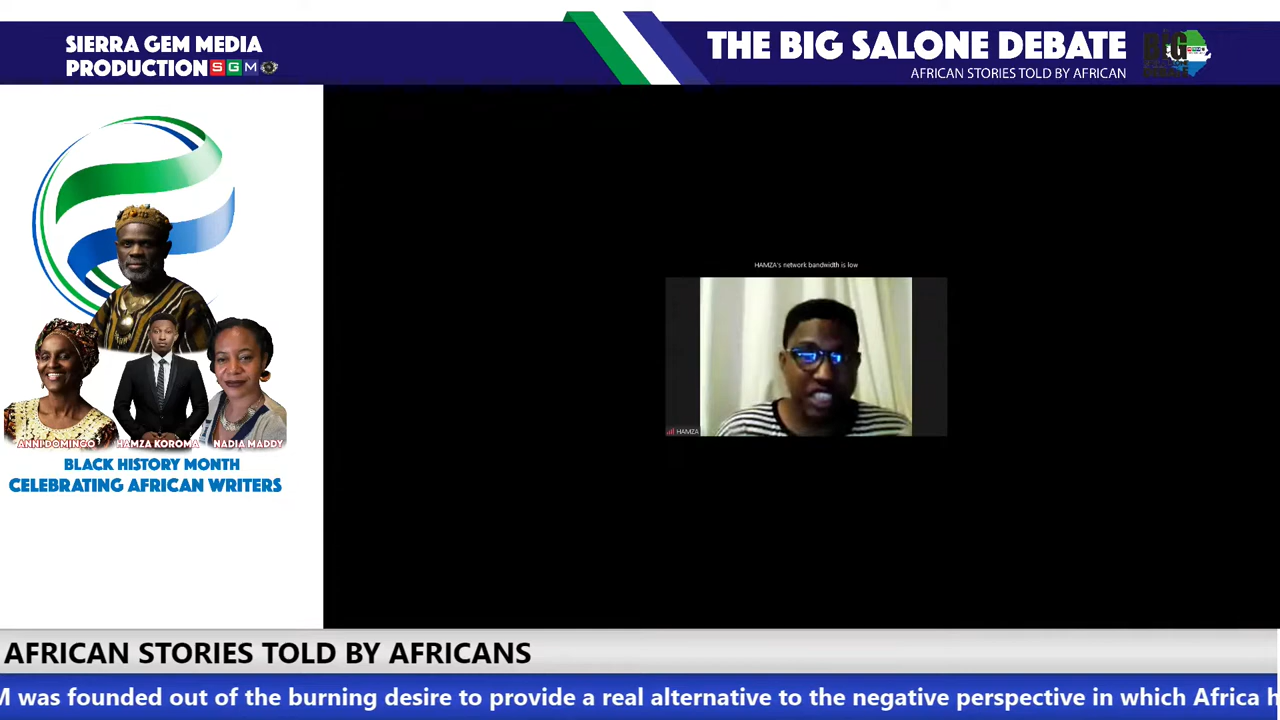 SIERRA GEM MEDIA
PRODUCTION SGM
THE BIG SALONE DEBATE
AFRICAN STORIES TOLD BY AFRICAN
BIG
HAMZA's network bandwidth is low
HAMZA
ANNI DOMINGO HAMZA KOROMA NADIA MADDY
BLACK HISTORY MONTH
CELEBRATING AFRICAN WRITERS
AFRICAN STORIES TOLD BY AFRICANS
M was founded out of the burning desire to provide a real alternative to the negative perspective in which Africa h